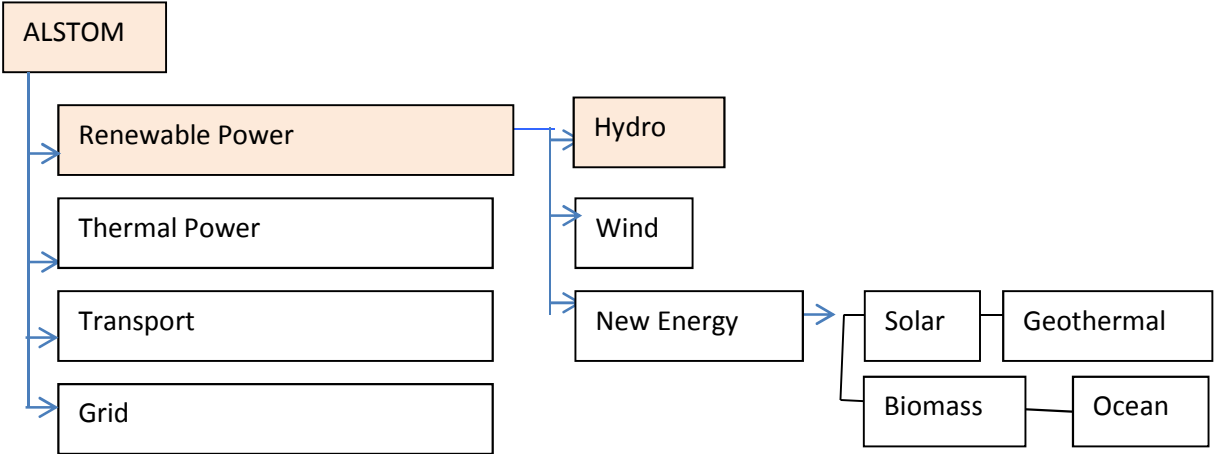 ALSTOM
Renewable Power
Hydro
Thermal Power
Wind
Transport
New Energy
Solar
Geothermal
Grid
Biomass
Ocean